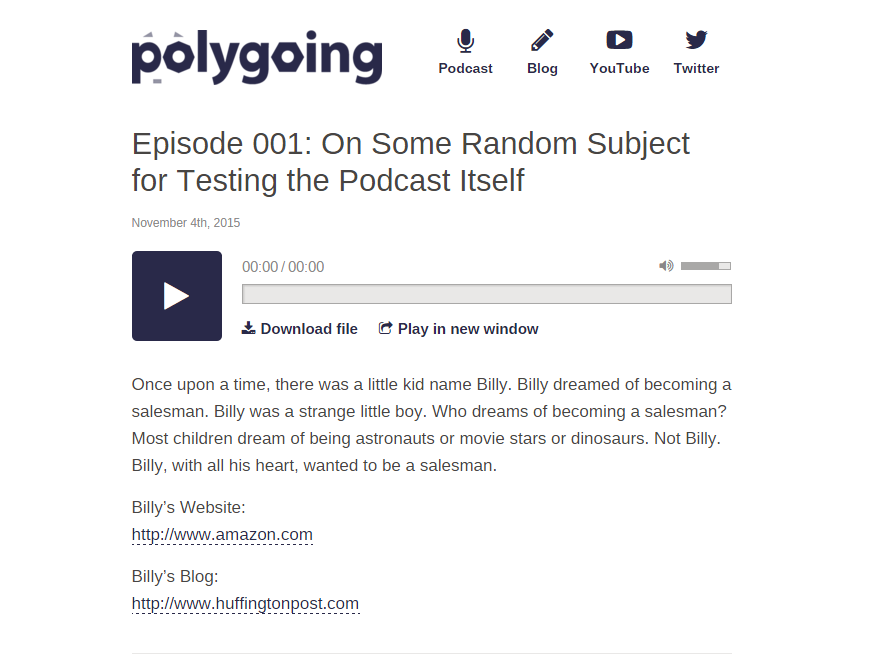 polygoing
Podcast Blog YouTube Twitter
Episode 001: On Some Random Subject
for Testing the Podcast Itself
November 4th, 2015
00:00 / 00:00
Download file Play in new window
Once upon a time, there was a little kid name Billy. Billy dreamed of becoming a
salesman. Billy was a strange little boy. Who dreams of becoming a salesman?
Most children dream of being astronauts or movie stars or dinosaurs. Not Billy.
Billy, with all his heart, wanted to be a salesman.
Billy’s Website:
http://www.amazon.com
Billy’s Blog:
http://www.huffingtonpost.com